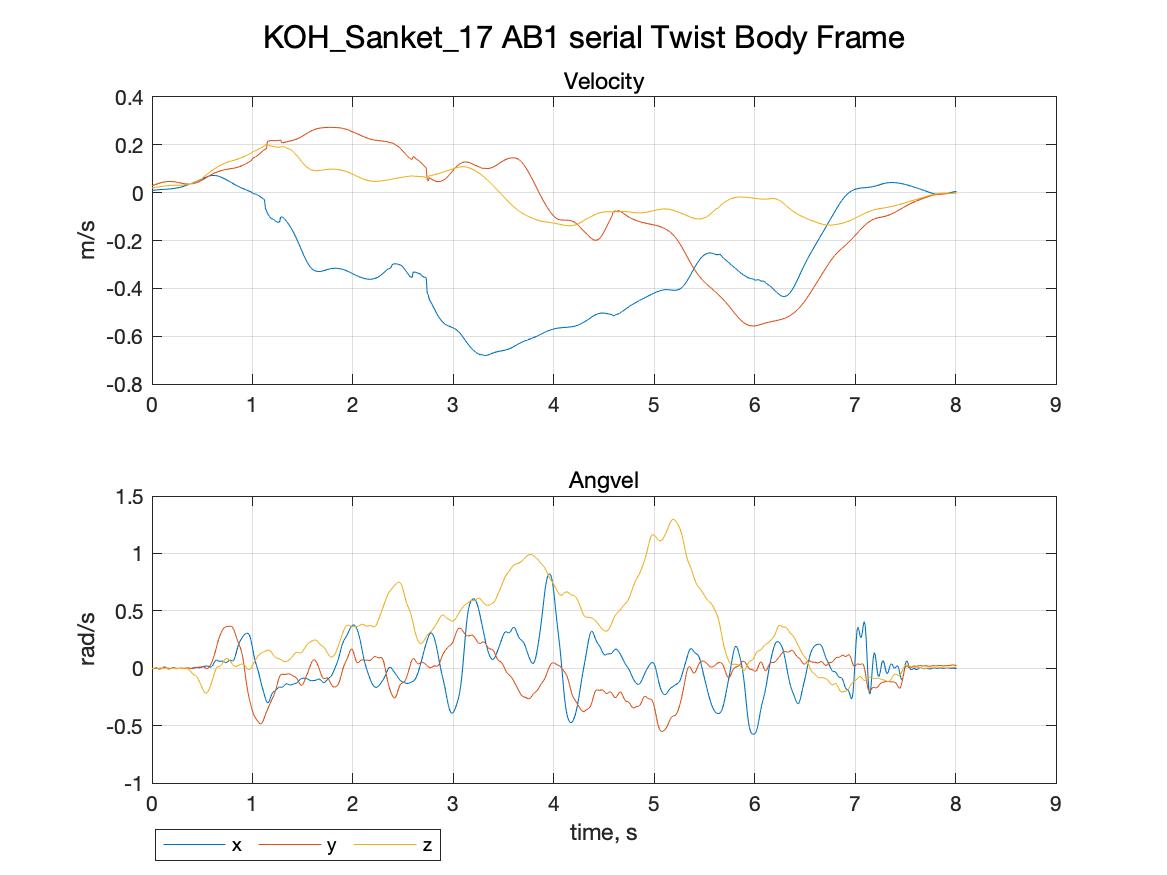 KOH_Sanket_17 AB1 serial Twist Body Frame
Velocity
0.4
0.2
0
-0.2
-0.4
-0.6
-0.8
m/s
0 1 2 3 4 5 6 7 8 9
Angvel
1.5
1
0.5
0
-0.5
-1
rad/s
0 1 2 3 4 5 6 7 8 9
time, s
x y z